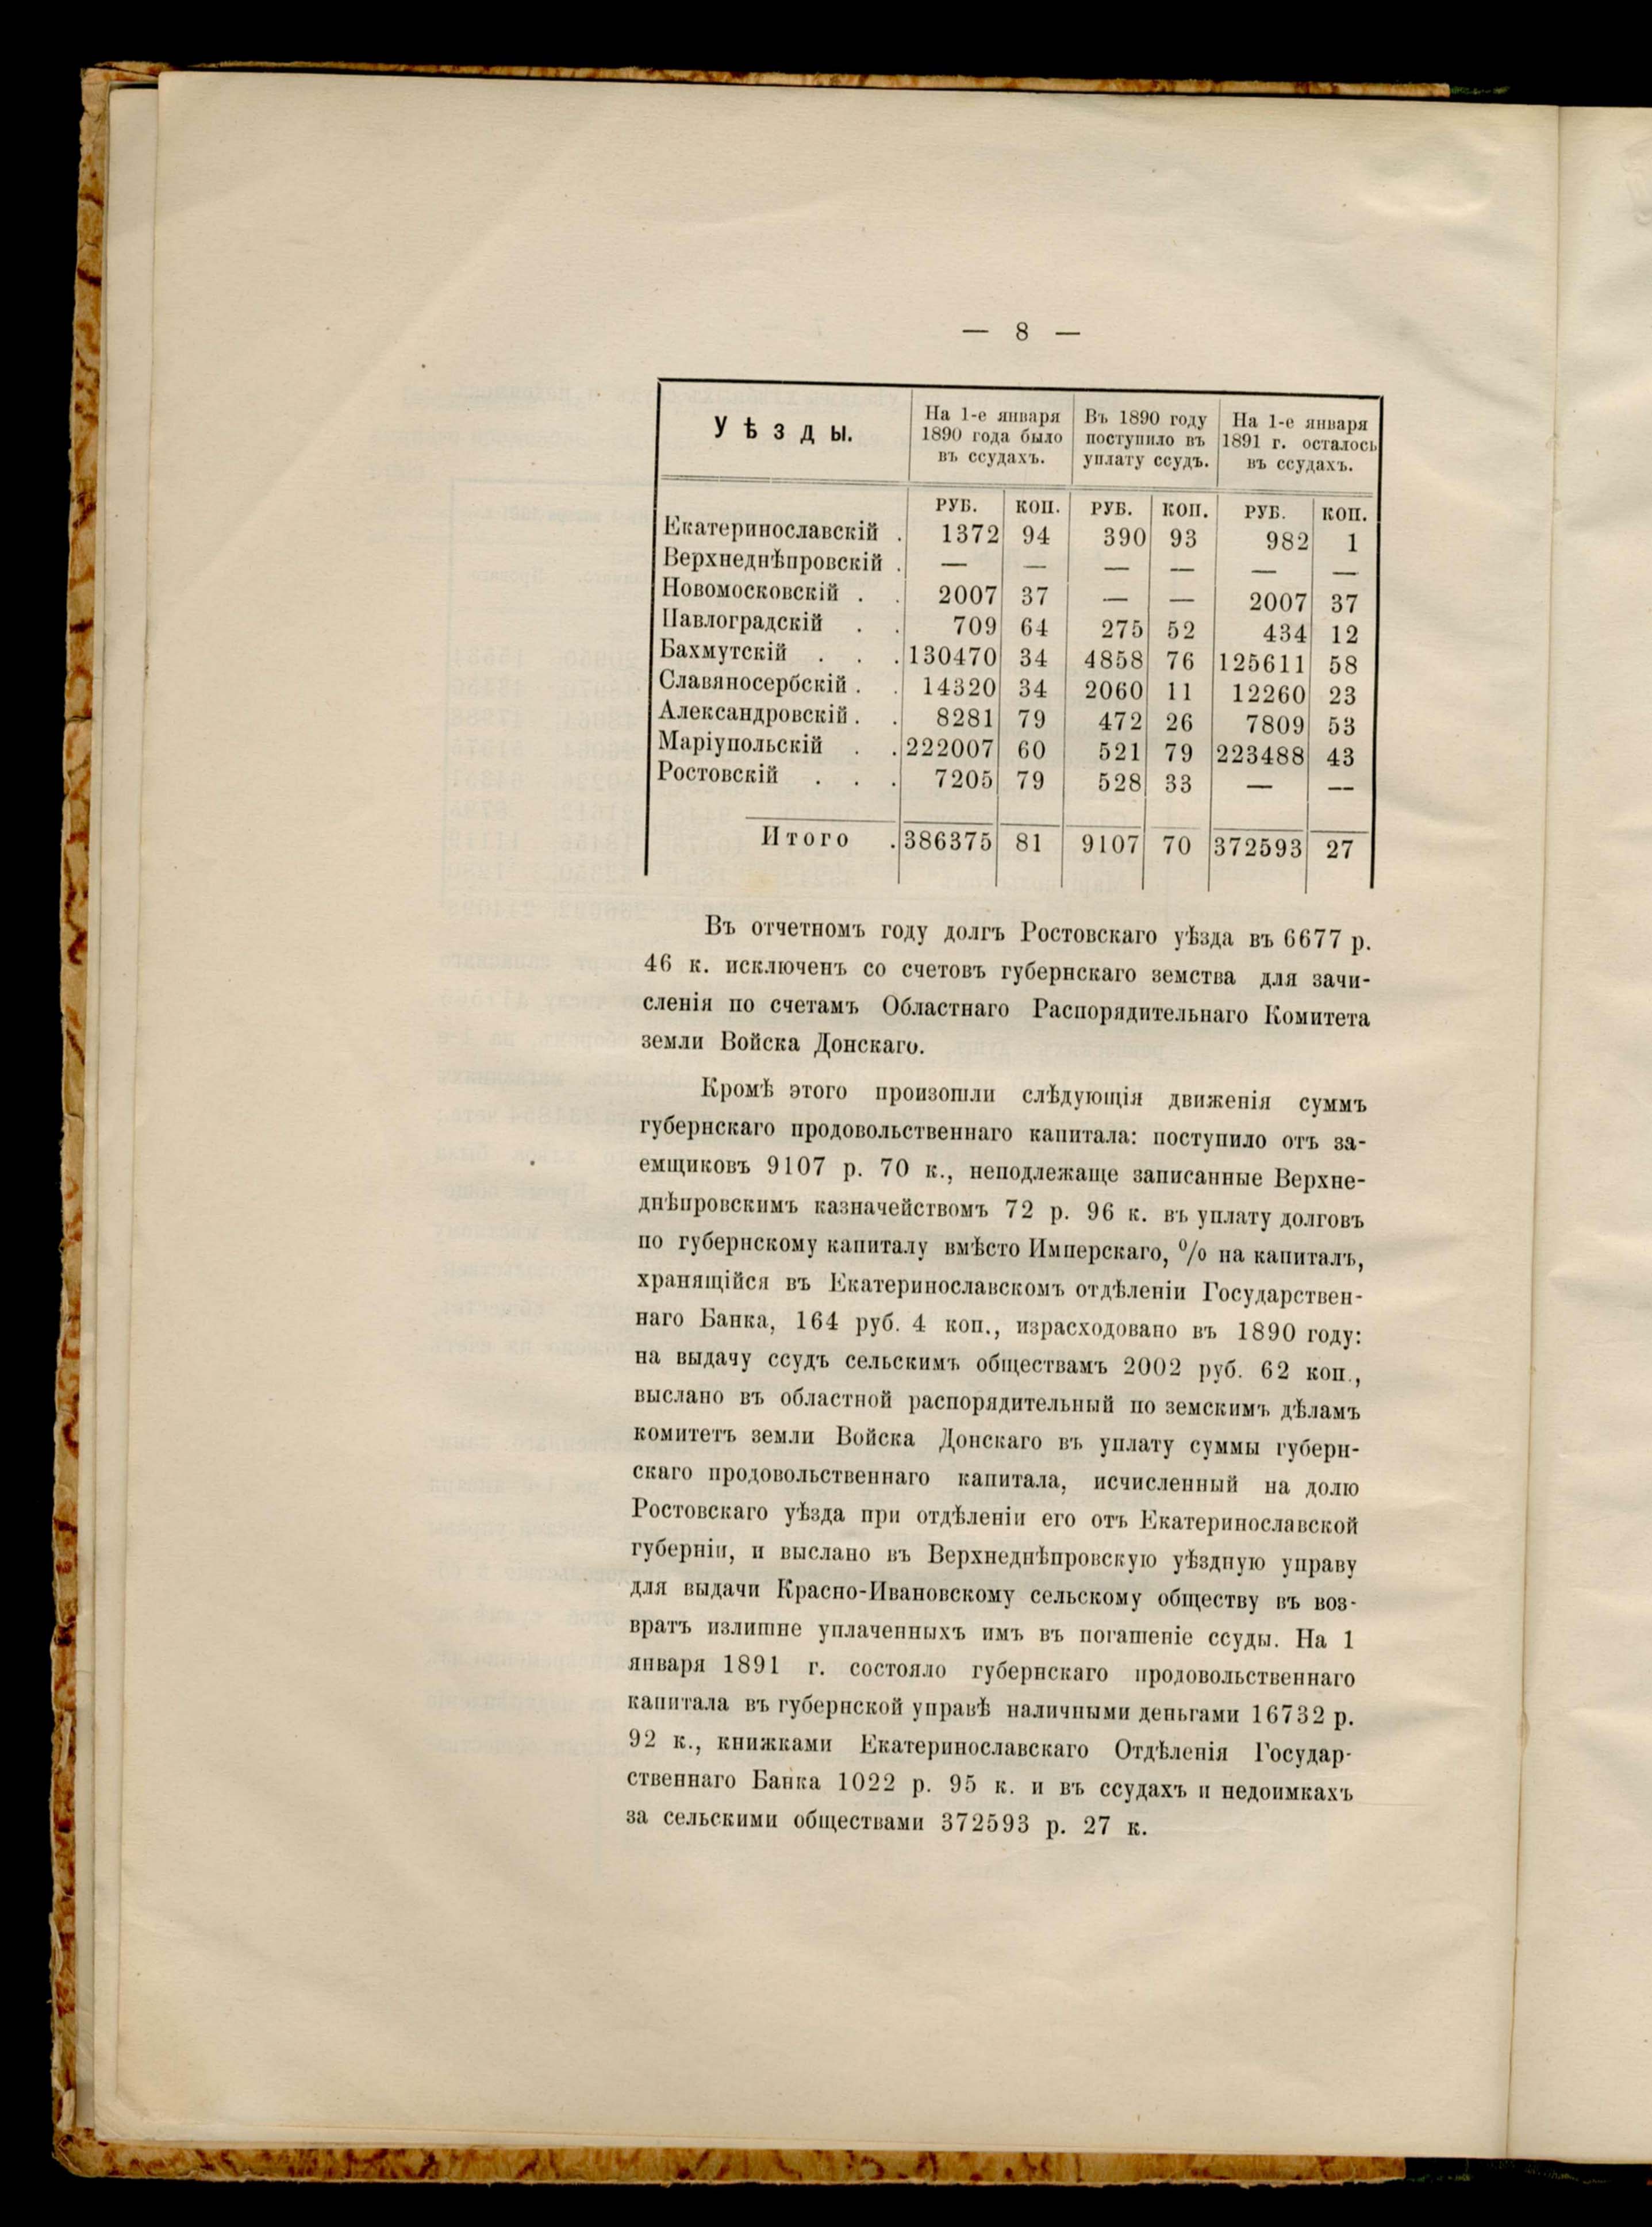 — 8 —
Уѣзды. На 1-е января 1890 года было въ ссудахъ. Въ 1890 году поступило въ уплату ссудъ. На 1-е января 1891 г. осталось въ ссудахъ.
РУБ. КОП. РУБ. КОП. РУБ. КОП.
Екатеринославскій . 1372 94 390 93 982 1
Верхнеднѣпровскій . — — — — — —
Новомосковскій . . 2007 37 — — 2007 37
Павлоградскій . . 709 64 275 52 434 12
Бахмутскій . . . 130470 34 4858 76 125611 58
Славяносербскій . . 14320 34 2060 11 12260 23
Александровскій . . 8281 79 472 26 7809 53
Маріупольскій . . 222007 60 521 79 223488 43
Ростовскій . . . 7205 79 528 33 — —
Итого . 386375 81 9107 70 372593 27
Въ отчетномъ году долгъ Ростовскаго уѣзда въ 6677 р.
46 к. исключенъ со счетовъ губернскаго земства для зачи-
сленія по счетамъ Областнаго Распорядительнаго Комитета
земли Войска Донскаго.
Кромѣ этого произошли слѣдующія движенія суммъ
губернскаго продовольственнаго капитала: поступило отъ за-
емщиковъ 9107 р. 70 к., неподлежаще записанные Верхне-
днѣпровскимъ казначействомъ 72 р. 96 к. въ уплату долговъ
по губернскому капиталу вмѣсто Имперскаго, % на капиталъ,
хранящійся въ Екатеринославскомъ отдѣленіи Государствен-
наго Банка, 164 руб. 4 коп., израсходовано въ 1890 году:
на выдачу ссудъ сельскимъ обществамъ 2002 руб. 62 коп.,
выслано въ областной распорядительный по земскимъ дѣламъ
комитетъ земли Войска Донскаго въ уплату суммы губерн-
скаго продовольственнаго капитала, исчисленный на долю
Ростовскаго уѣзда при отдѣленіи его отъ Екатеринославской
губерніи, и выслано въ Верхнеднѣпровскую уѣздную управу
для выдачи Красно-Ивановскому сельскому обществу въ воз-
вратъ излишне уплаченныхъ имъ въ погашеніе ссуды. На 1
января 1891 г. состояло губернскаго продовольственнаго
капитала въ губернской управѣ наличными деньгами 16732 р.
92 к., книжками Екатеринославскаго Отдѣленія Государ-
ственнаго Банка 1022 р. 95 к. и въ ссудахъ и недоимкахъ
за сельскими обществами 372593 р. 27 к.